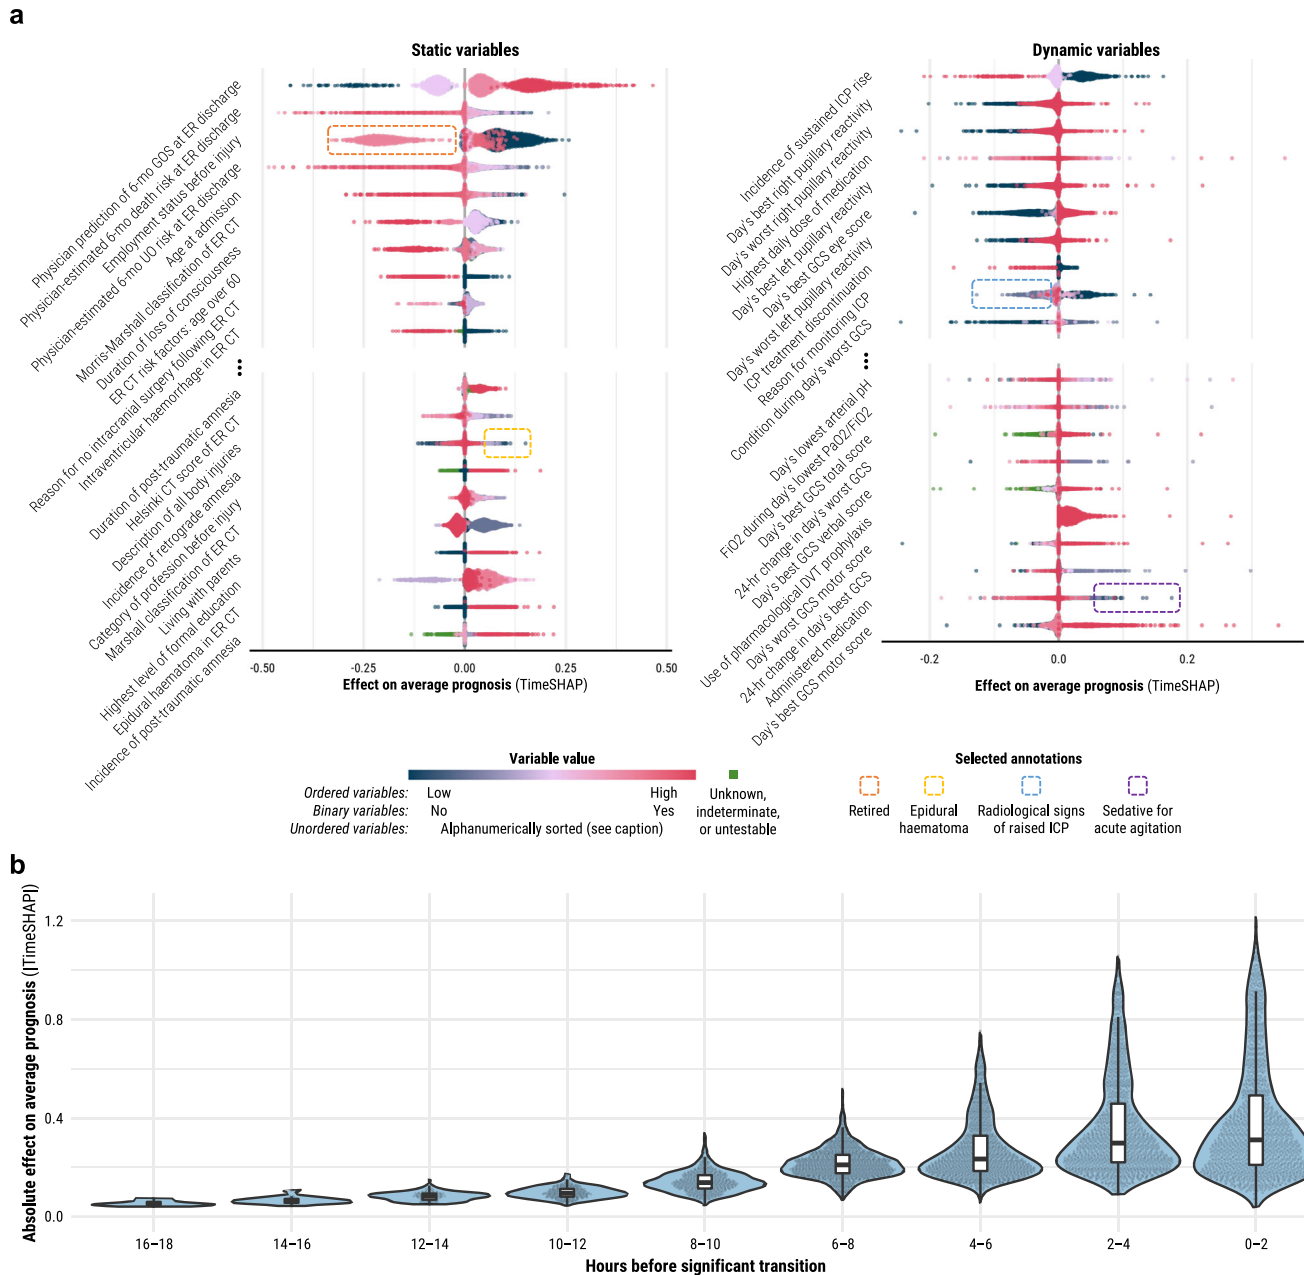 a
Static variables
Dynamic variables
Physician prediction of 6-mo GOS at ER discharge
Physician-estimated 6-mo death risk at ER discharge
Employment status before injury
Physician-estimated 6-mo UO risk at ER discharge
Age at admission
Morris-Marshall classification of ER CT
Duration of loss of consciousness
ER CT risk factors: age over 60
Reason for no intracranial surgery following ER CT
Intraventricular haemorrhage in ER CT
Duration of post-traumatic amnesia
Helsinki CT score of ER CT
Description of all body injuries
Incidence of retrograde amnesia
Category of profession before injury
Marshall classification of ER CT
Living with parents
Highest level of formal education
Epidural haematoma in ER CT
Incidence of post-traumatic amnesia
-0.50
-0.25
0.00
0.25
0.50
Effect on average prognosis (TimeSHAP)
Incidence of sustained ICP rise
Day's best right pupillary reactivity
Day's worst right pupillary reactivity
Highest daily dose of medication
Day's best left pupillary reactivity
Day's best GCS eye score
Day's worst left pupillary reactivity
ICP treatment discontinuation
Reason for monitoring ICP
Condition during day's worst GCS
Day's lowest arterial pH
FiO2 during day's lowest PaO2/FiO2
Day's best GCS total score
24-hr change in day's worst GCS
Day's best GCS verbal score
Use of pharmacological DVT prophylaxis
Day's worst GCS motor score
24-hr change in day's best GCS
Administered medication
Day's best GCS motor score
-0.2
0.0
0.2
Effect on average prognosis (TimeSHAP)
Variable value
Ordered variables: Low High
Binary variables: No Yes
Unordered variables: Alphanumerically sorted (see caption)
Unknown,
indeterminate,
or untestable
Selected annotations
Retired
Epidural
haematoma
Radiological signs
of raised ICP
Sedative for
acute agitation
b
Absolute effect on average prognosis (|TimeSHAP|)
1.2
0.8
0.4
0.0
16–18
14–16
12–14
10–12
8–10
6–8
4–6
2–4
0–2
Hours before significant transition